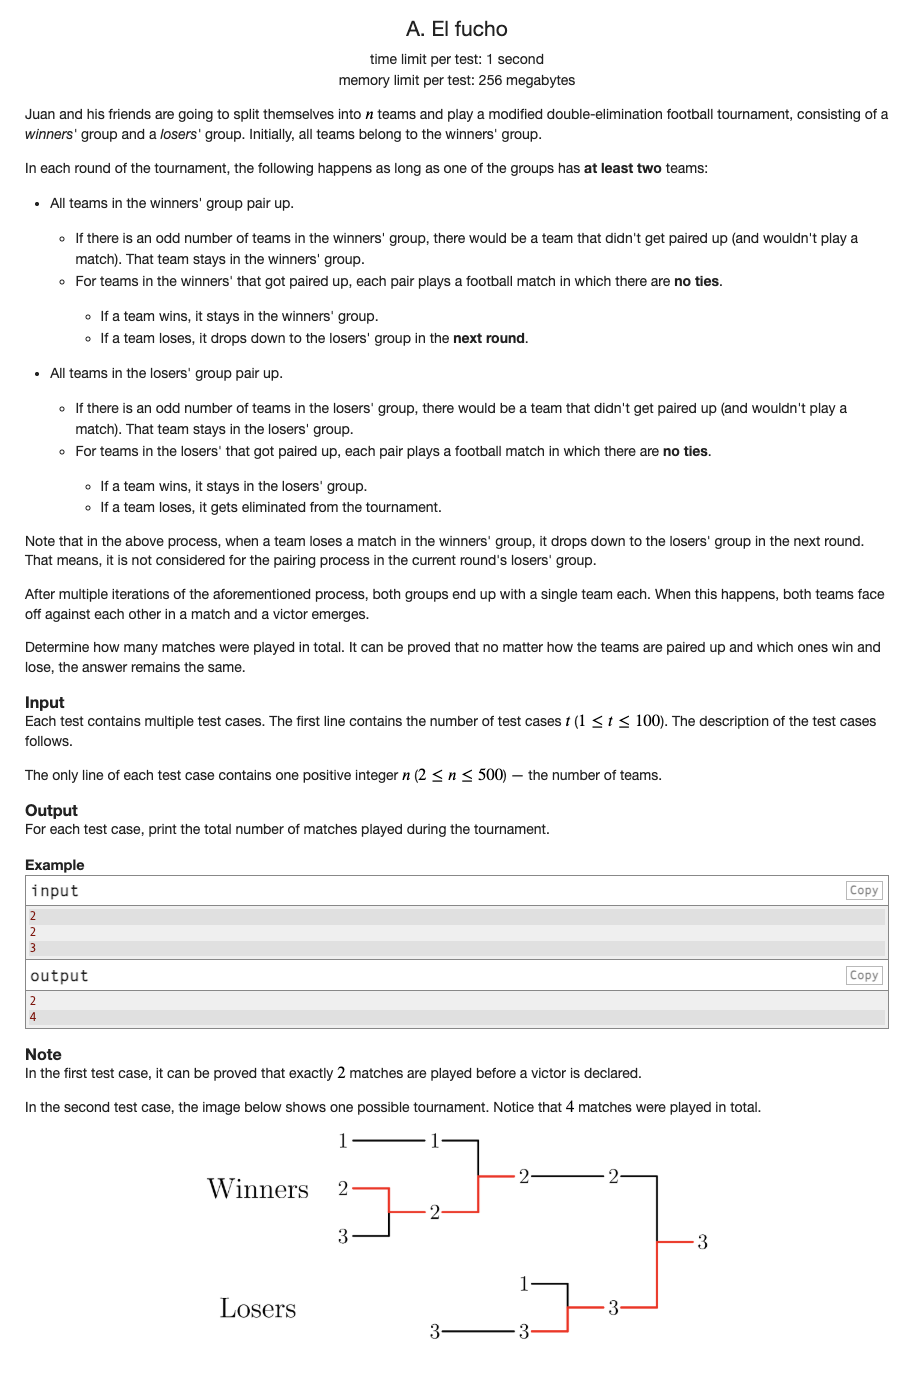 A. El fucho
time limit per test: 1 second
memory limit per test: 256 megabytes
Juan and his friends are going to split themselves into n teams and play a modified double-elimination football tournament, consisting of a
winners' group and a losers' group. Initially, all teams belong to the winners' group.
In each round of the tournament, the following happens as long as one of the groups has at least two teams:
• All teams in the winners' group pair up.
◦ If there is an odd number of teams in the winners' group, there would be a team that didn't get paired up (and wouldn't play a
match). That team stays in the winners' group.
◦ For teams in the winners' that got paired up, each pair plays a football match in which there are no ties.
◦ If a team wins, it stays in the winners' group.
◦ If a team loses, it drops down to the losers' group in the next round.
• All teams in the losers' group pair up.
◦ If there is an odd number of teams in the losers' group, there would be a team that didn't get paired up (and wouldn't play a
match). That team stays in the losers' group.
◦ For teams in the losers' that got paired up, each pair plays a football match in which there are no ties.
◦ If a team wins, it stays in the losers' group.
◦ If a team loses, it gets eliminated from the tournament.
Note that in the above process, when a team loses a match in the winners' group, it drops down to the losers' group in the next round.
That means, it is not considered for the pairing process in the current round's losers' group.
After multiple iterations of the aforementioned process, both groups end up with a single team each. When this happens, both teams face
off against each other in a match and a victor emerges.
Determine how many matches were played in total. It can be proved that no matter how the teams are paired up and which ones win and
lose, the answer remains the same.
Input
Each test contains multiple test cases. The first line contains the number of test cases t (1 ≤ t ≤ 100). The description of the test cases
follows.
The only line of each test case contains one positive integer n (2 ≤ n ≤ 500) — the number of teams.
Output
For each test case, print the total number of matches played during the tournament.
Example
input Copy
2
2
3
output Copy
2
4
Note
In the first test case, it can be proved that exactly 2 matches are played before a victor is declared.
In the second test case, the image below shows one possible tournament. Notice that 4 matches were played in total.
1 1
2 2
Winners 2
2
3
3
1
Losers 3
3 3